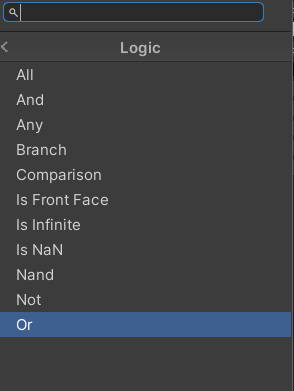 Logic
All
And
Any
Branch
Comparison
Is Front Face
Is Infinite
Is NaN
Nand
Not
Or